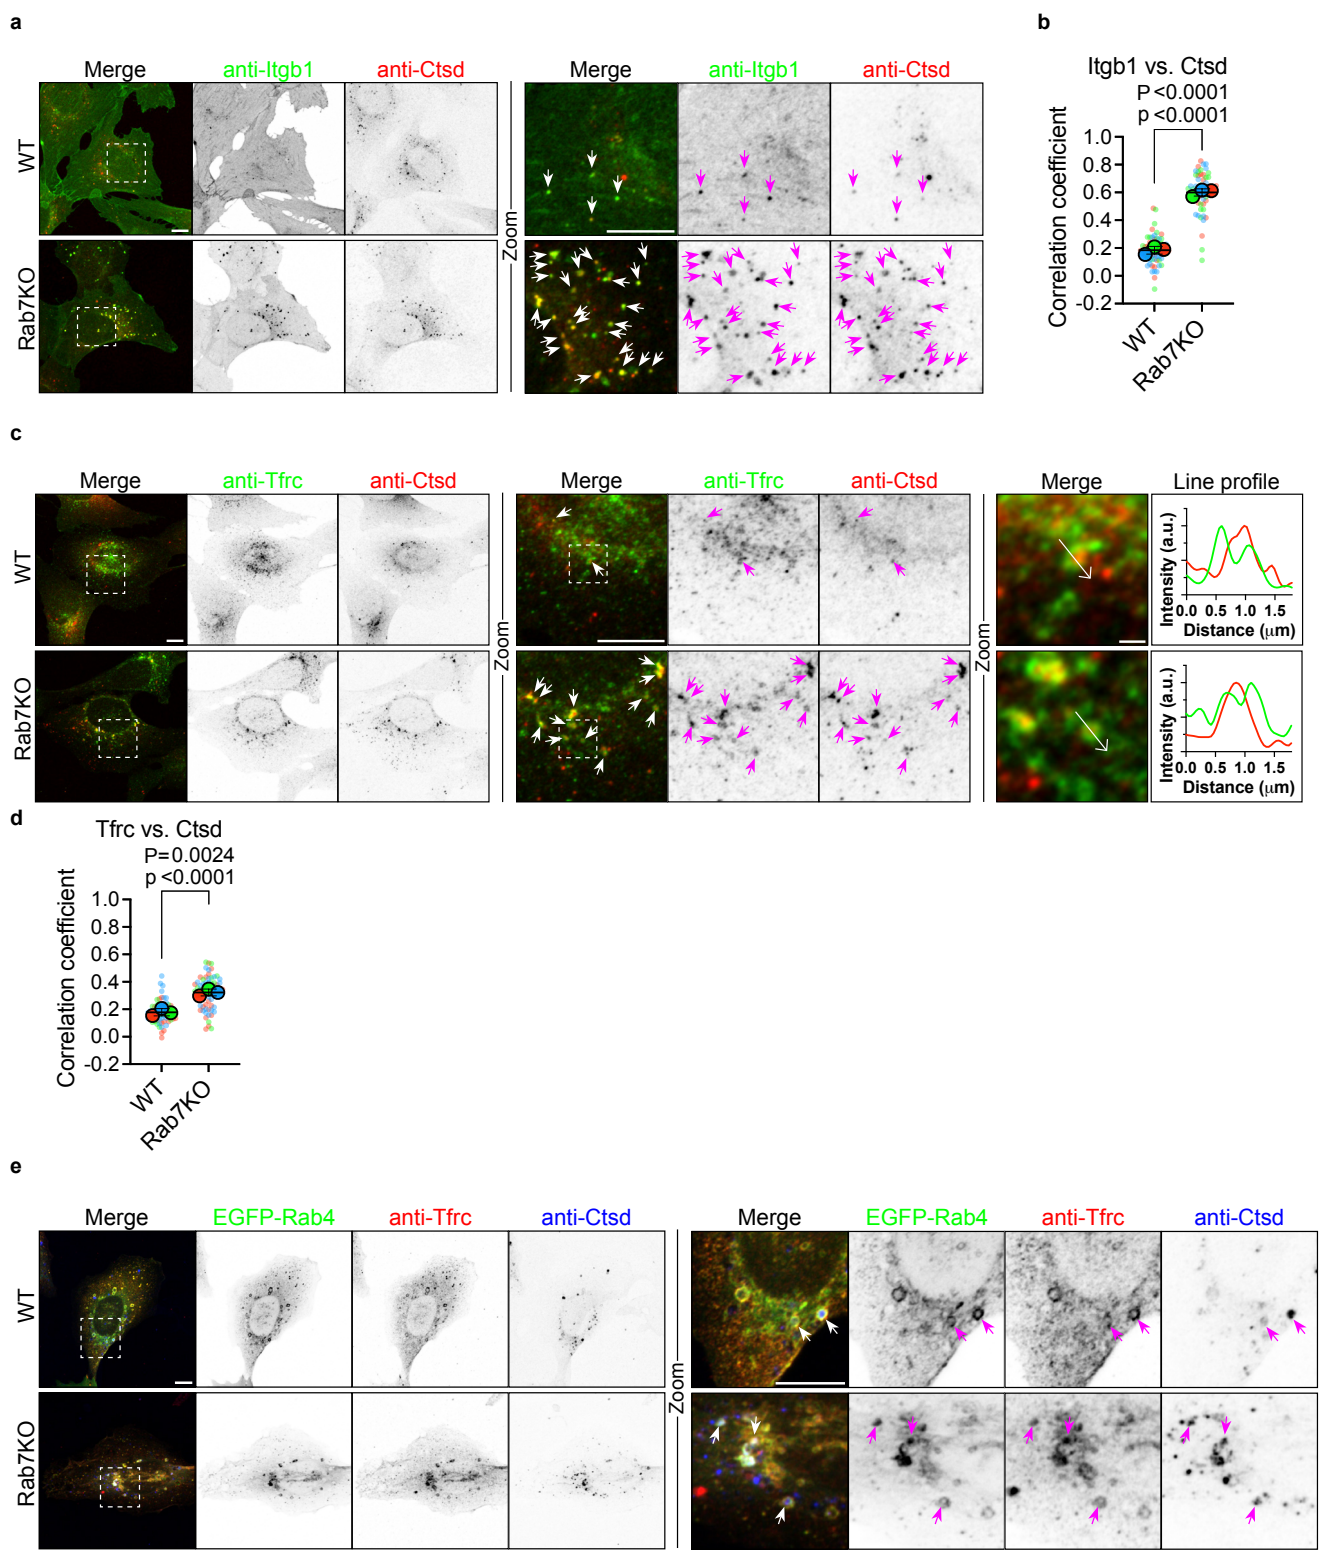 a
Merge anti-Itgb1 anti-Ctsd Merge anti-Itgb1 anti-Ctsd
WT
Rab7KO
Zoom
b
Itgb1 vs. Ctsd
P <0.0001
p <0.0001
Correlation coefficient
1.0
0.8
0.6
0.4
0.2
0.0
-0.2
WT
Rab7KO
c
Merge anti-Tfrc anti-Ctsd Merge anti-Tfrc anti-Ctsd Merge Line profile
WT
Rab7KO
Zoom
Zoom
Intensity (a.u.)
0.0 0.5 1.0 1.5
Distance (μm)
Intensity (a.u.)
0.0 0.5 1.0 1.5
Distance (μm)
d
Tfrc vs. Ctsd
P=0.0024
p <0.0001
Correlation coefficient
1.0
0.8
0.6
0.4
0.2
0.0
-0.2
WT
Rab7KO
e
Merge EGFP-Rab4 anti-Tfrc anti-Ctsd Merge EGFP-Rab4 anti-Tfrc anti-Ctsd
WT
Rab7KO
Zoom